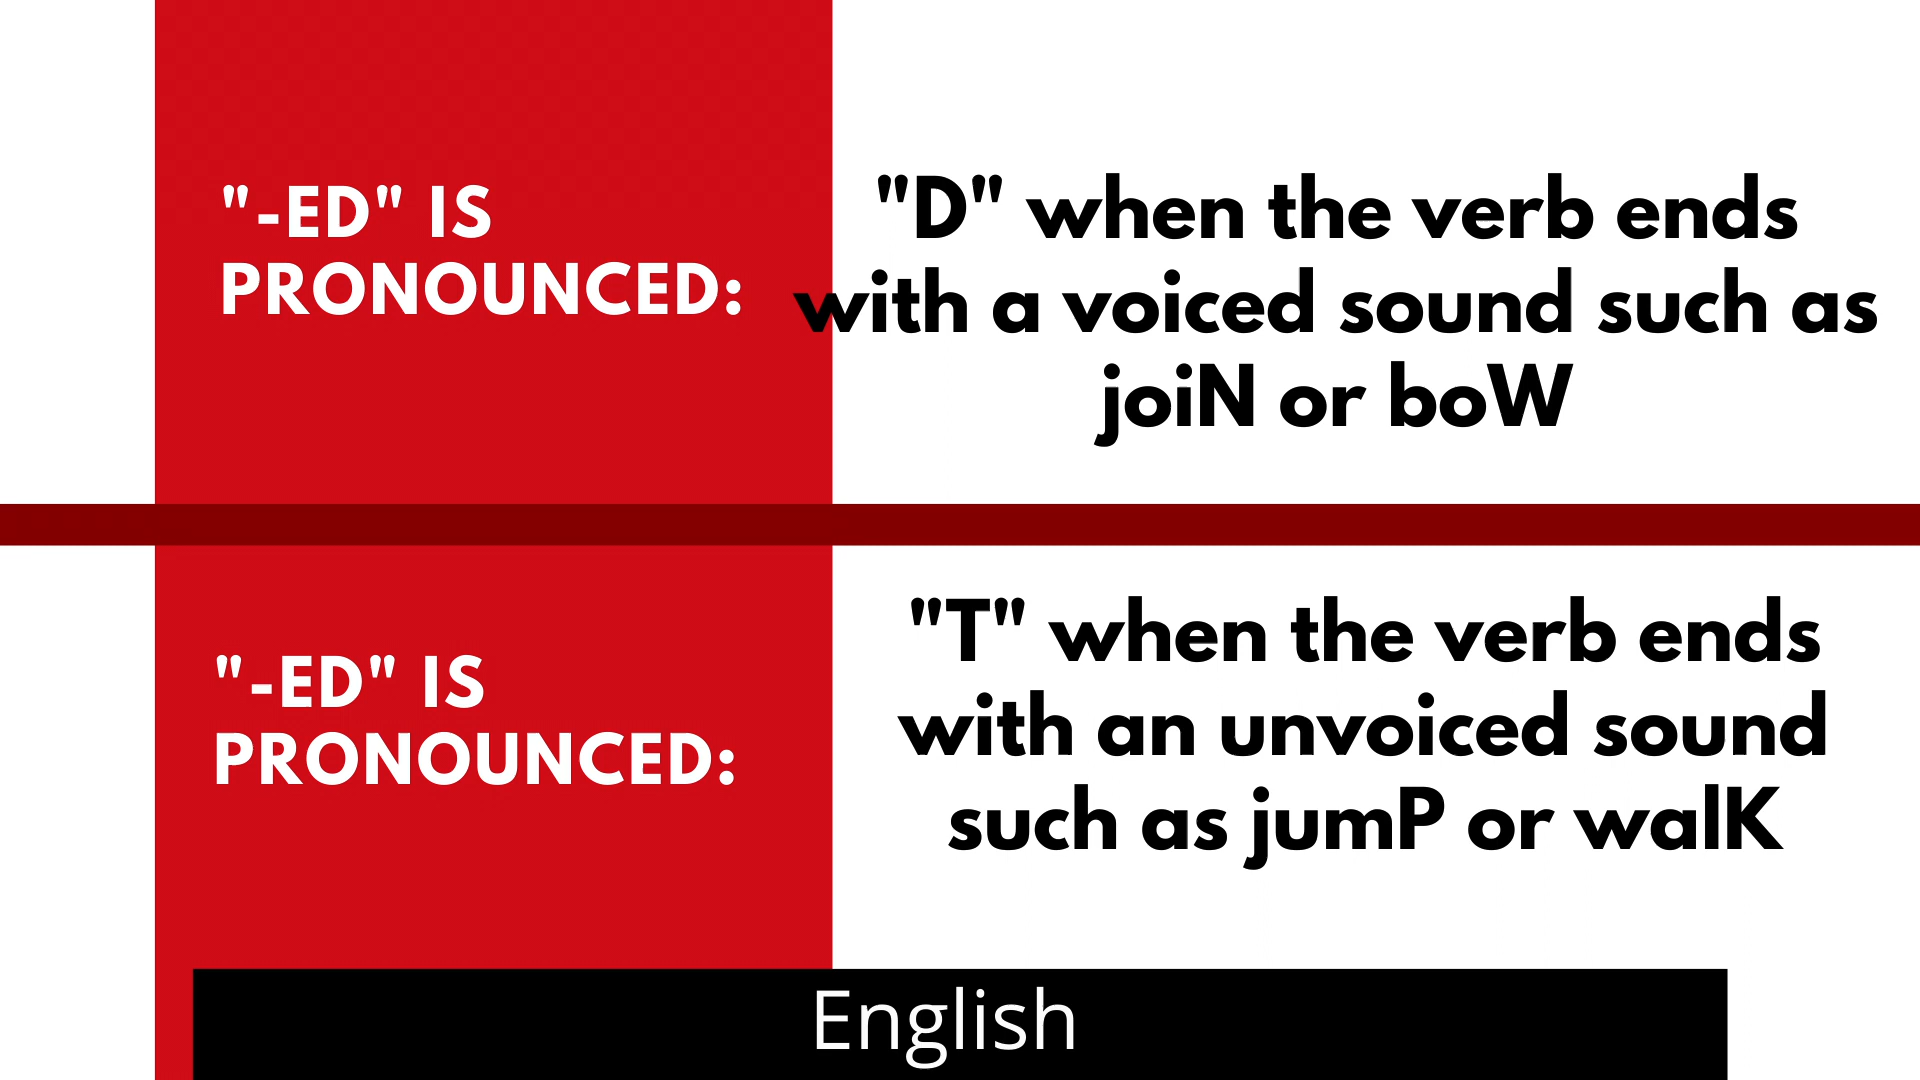 "-ED" IS
PRONOUNCED:
"D" when the verb ends
with a voiced sound such as
joiN or boW
"-ED" IS
PRONOUNCED:
"T" when the verb ends
with an unvoiced sound
such as jumP or walK
English